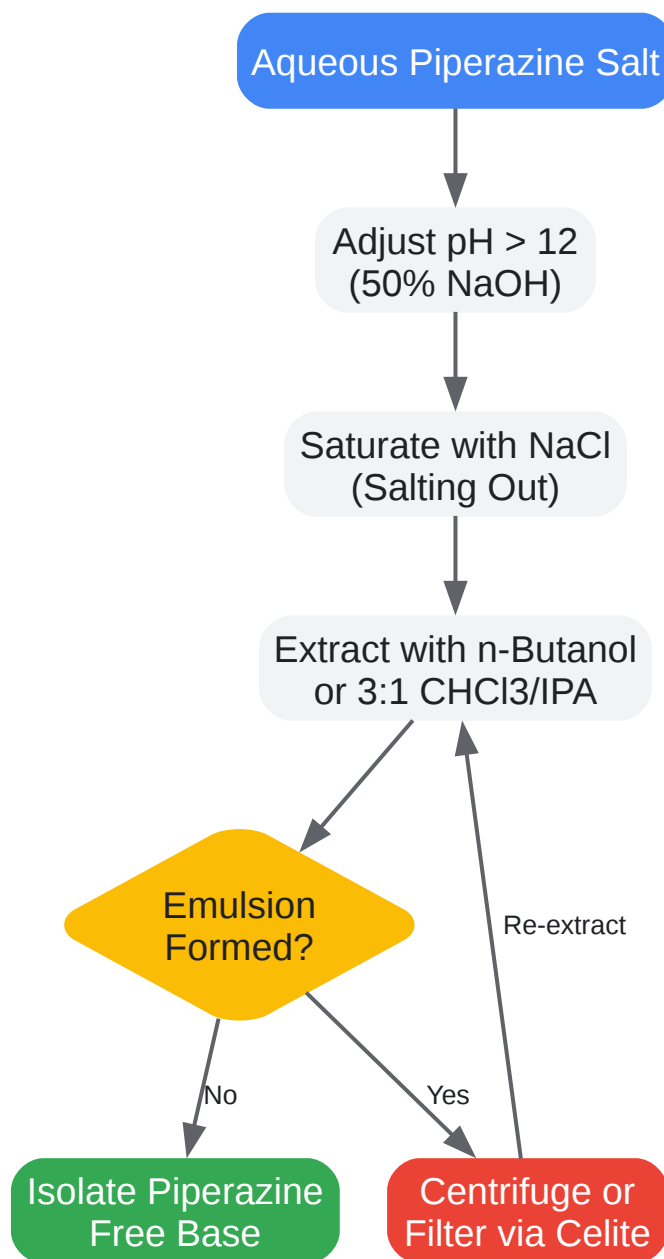 Aqueous Piperazine Salt
Adjust pH > 12
(50% NaOH)
Saturate with NaCl
(Salting Out)
Extract with n-Butanol
or 3:1 CHCl3/IPA
Emulsion
Formed?
Re-extract
No
Yes
Isolate Piperazine
Free Base
Centrifuge or
Filter via Celite